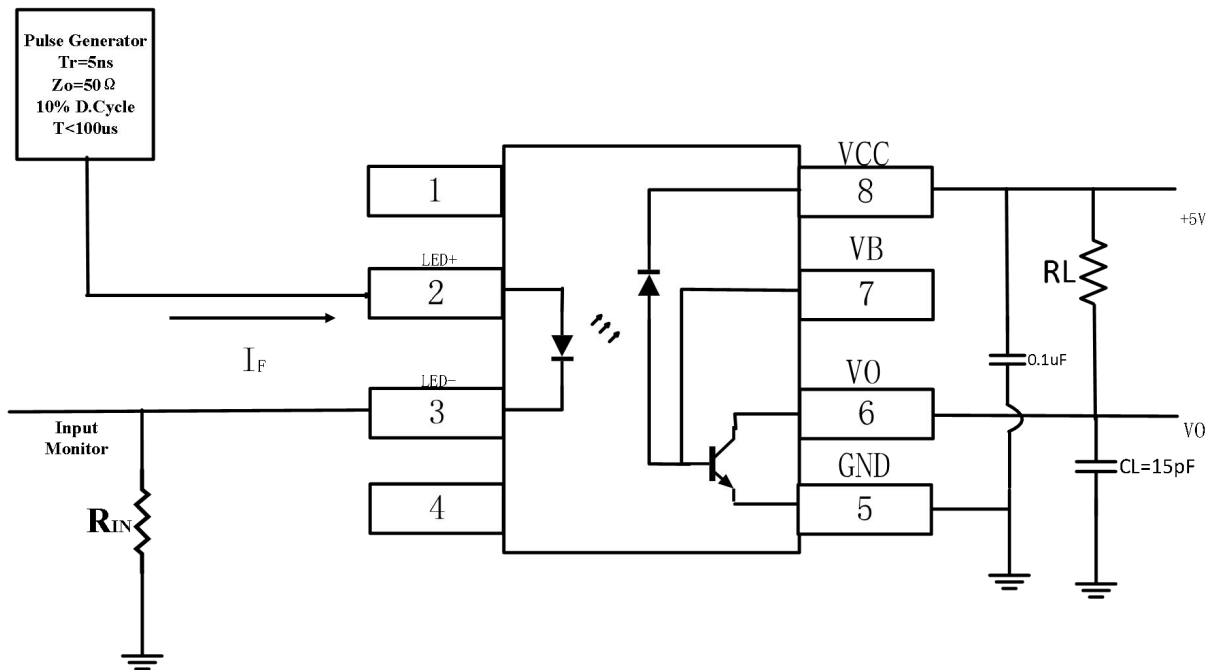 Pulse Generator
Tr=5ns
Zo=50Ω
10% D.Cycle
T<100us
1
LED+
2
IF
LED-
3
Input
Monitor
4
RIN
VCC
8
+5V
VB
7
RL
0.1uF
VO
6
VO
GND
5
CL=15pF